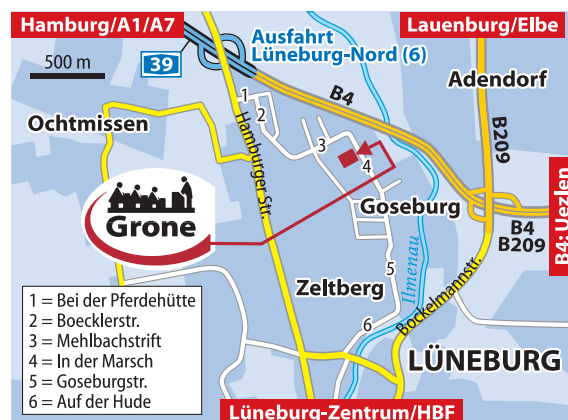 Hamburg/A1/A7
Lauenburg/Elbe
Ausfahrt
Lüneburg-Nord (6)
39
500 m
Adendorf
B4
B209
Ochtmissen
1
2
3
4
Hamburger Str.
Grone
Goseburg
B4
B209
B4: Uezlen
Zeltberg
5
6
Ilmenau
Bockelmannstr.
1 = Bei der Pferdehütte
2 = Boecklerstr.
3 = Mehlbachstrift
4 = In der Marsch
5 = Goseburgstr.
6 = Auf der Hude
LÜNEBURG
Lüneburg-Zentrum/HBF